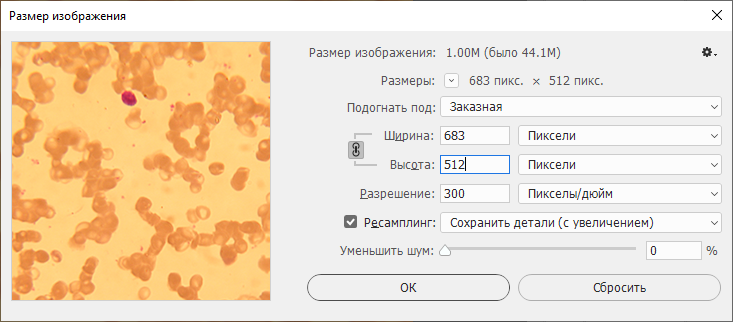 Размер изображения
Размер изображения: 1.00M (было 44.1M)
Размеры: 683 пикс. × 512 пикс.
Подогнать под: Заказная
Ширина: 683 Пиксели
Высота: 512 Пиксели
Разрешение: 300 Пикселы/дюйм
Ресамплинг: Сохранить детали (с увеличением)
Уменьшить шум: 0 %
ОК Сбросить